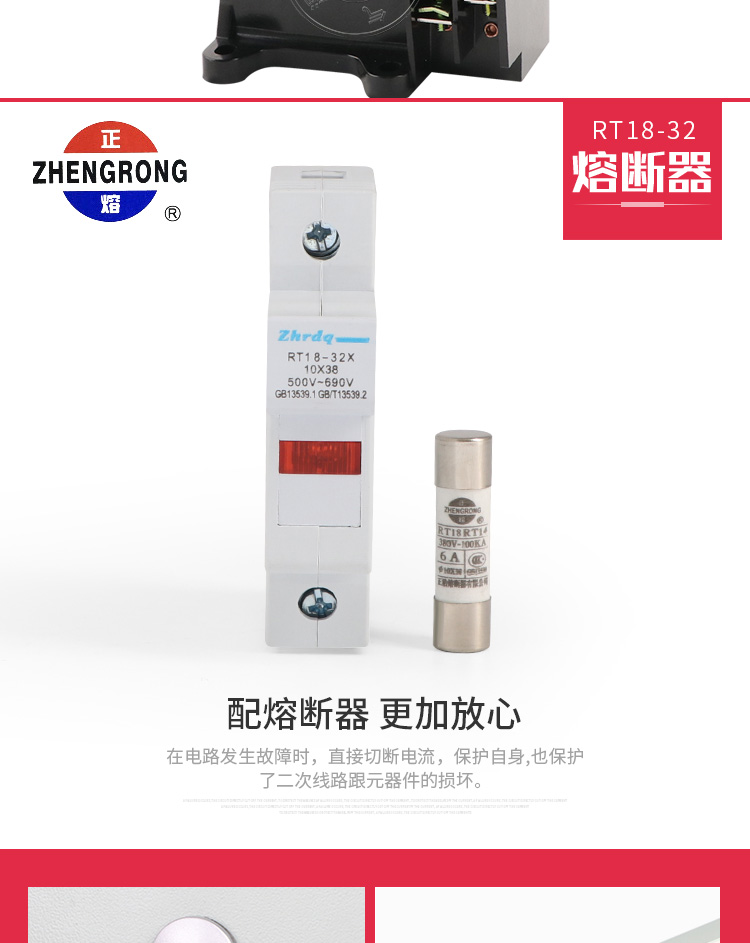 RT18-32
熔断器
正
ZHENGRONG
熔
®
Zhrdq
RT18-32X
10X38
500V~690V
GB13539.1 GB/T13539.2
ZHENGRONG
RT18 RT14
380V-100KA
6A
配熔断器 更加放心
在电路发生故障时，直接切断电流，保护自身,也保护
了二次线路跟元器件的损坏。